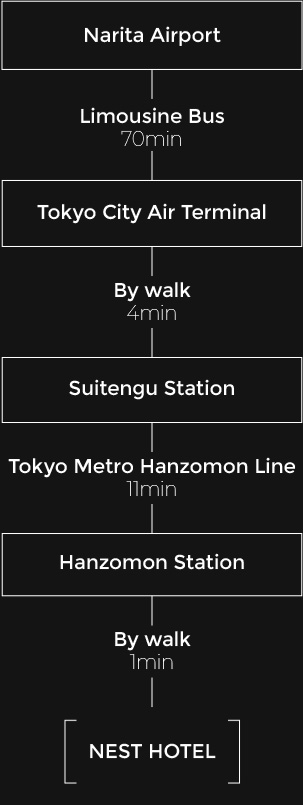 Narita Airport
Limousine Bus
70min
Tokyo City Air Terminal
By walk
4min
Suitengu Station
Tokyo Metro Hanzomon Line
11min
Hanzomon Station
By walk
1min
NEST HOTEL